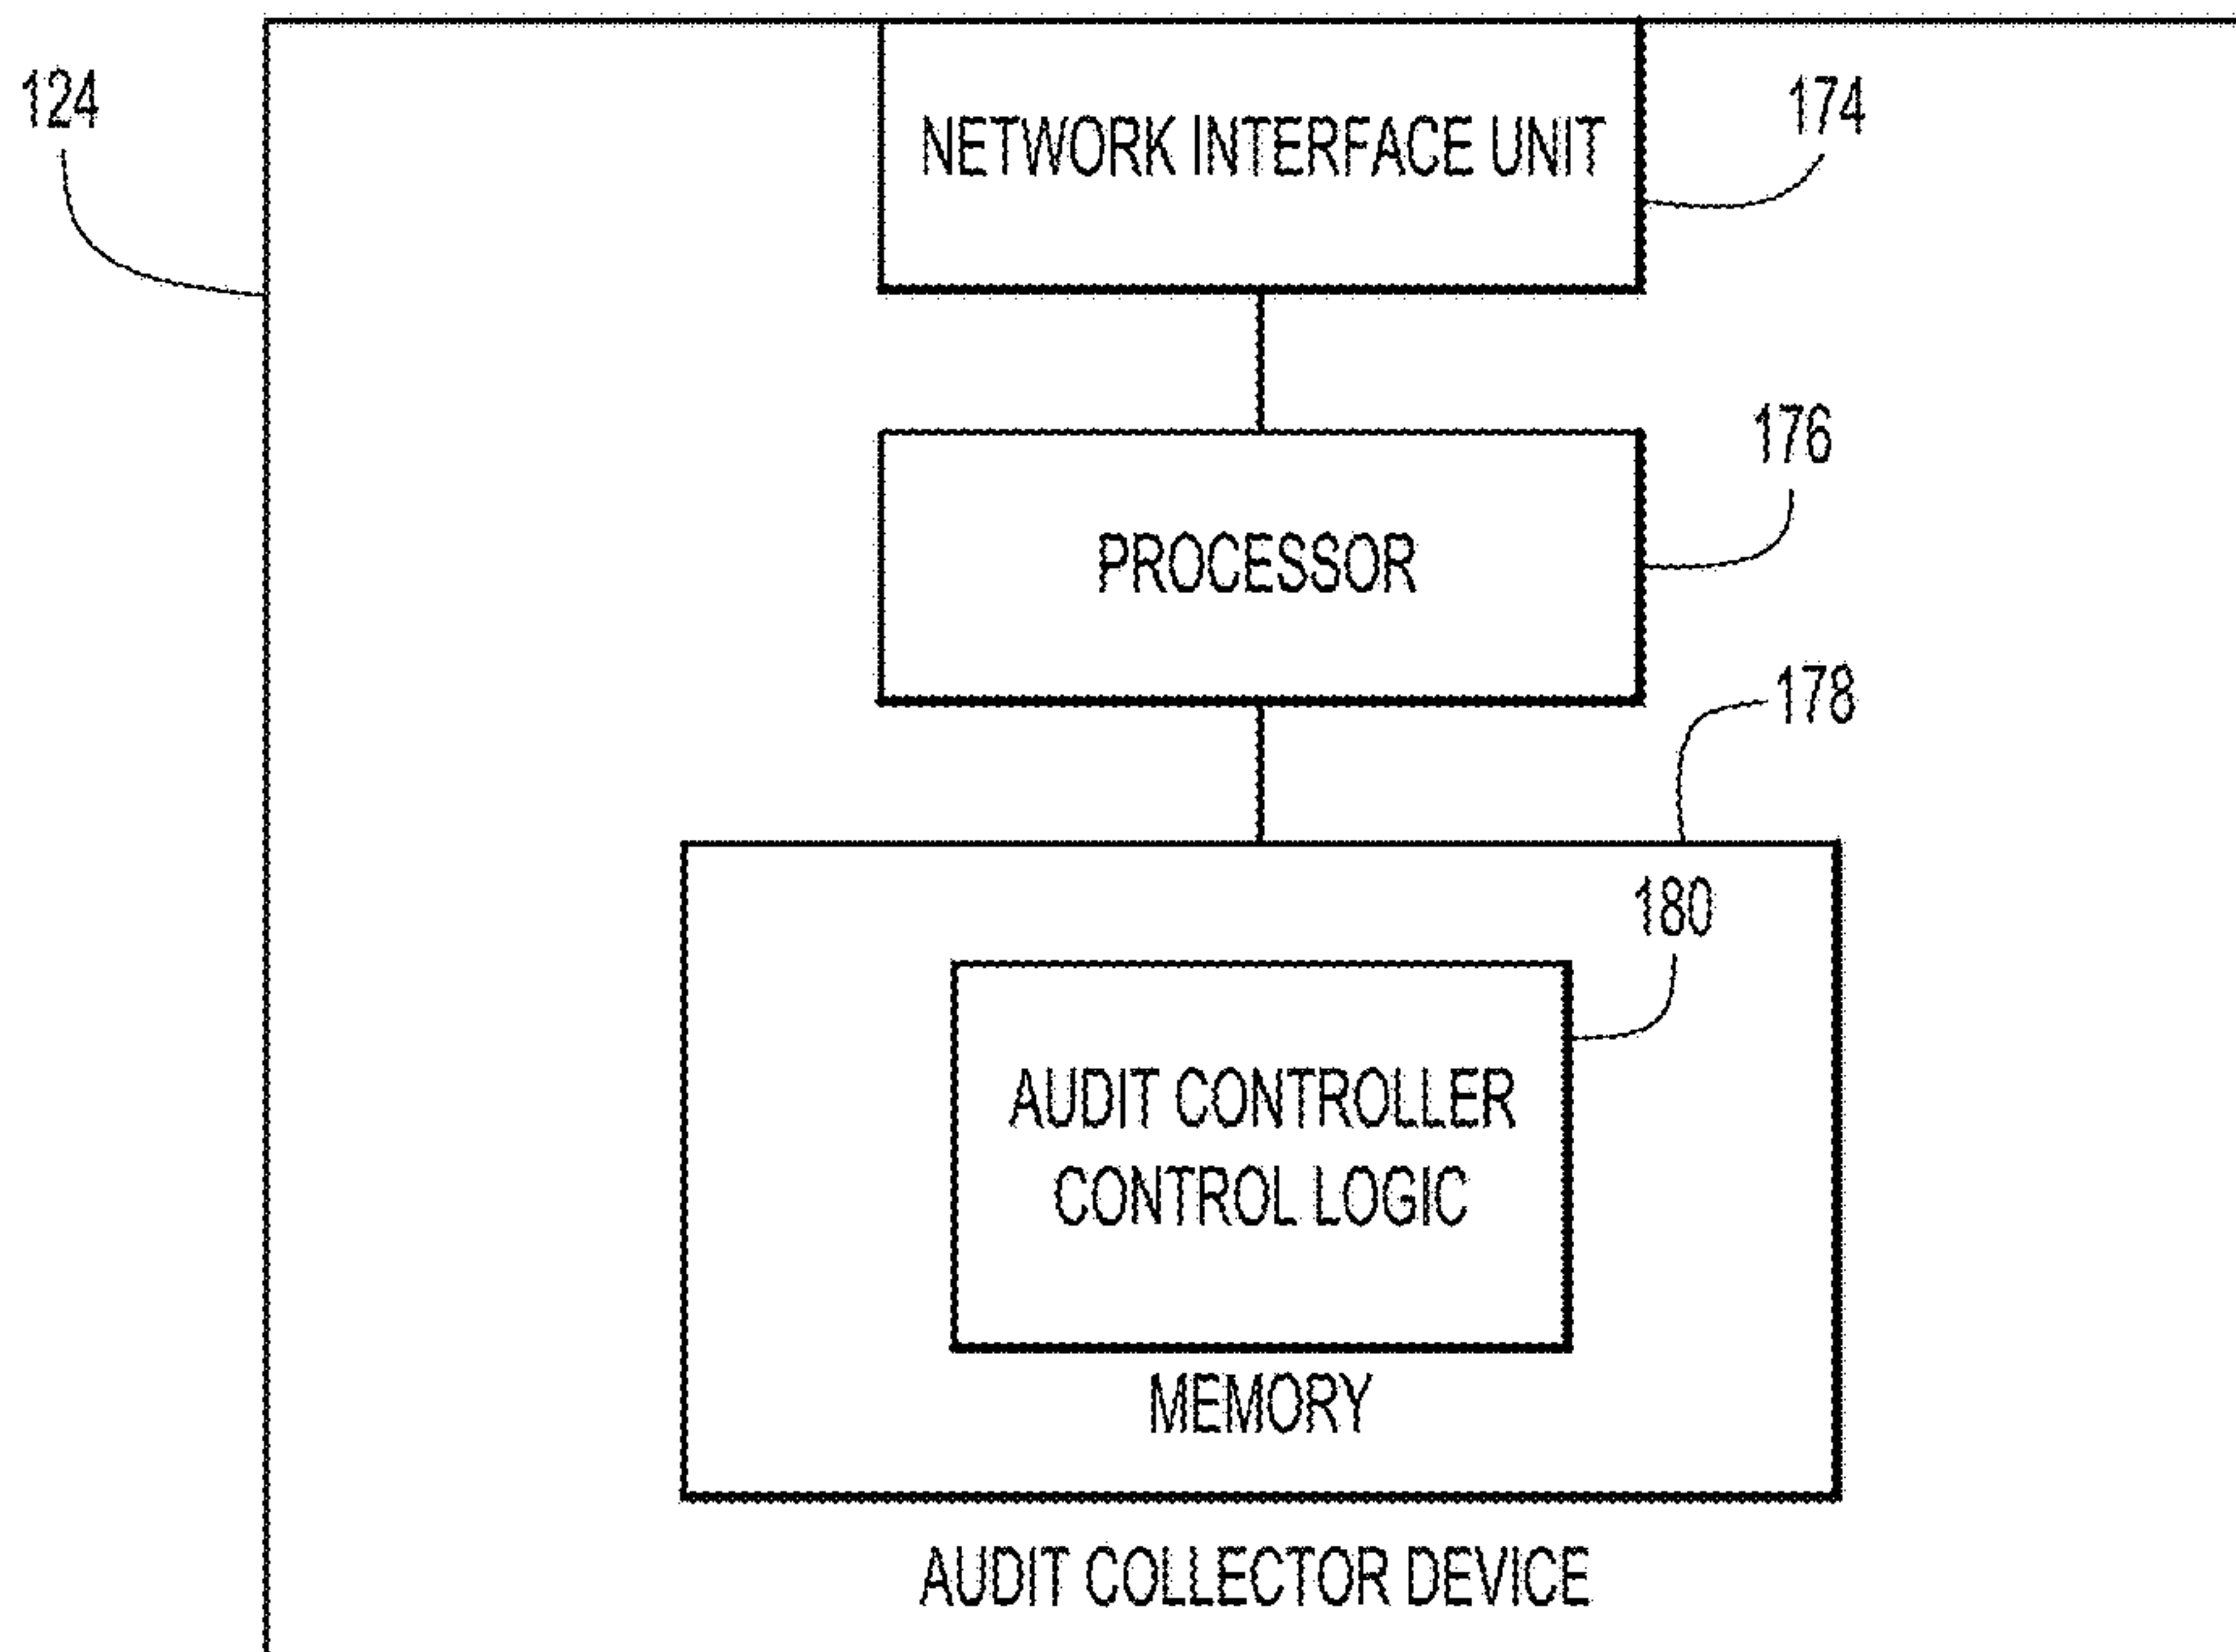 124
174
NETWORK INTERFACE UNIT
176
PROCESSOR
178
180
AUDIT CONTROLLER
CONTROL LOGIC
MEMORY
AUDIT COLLECTOR DEVICE